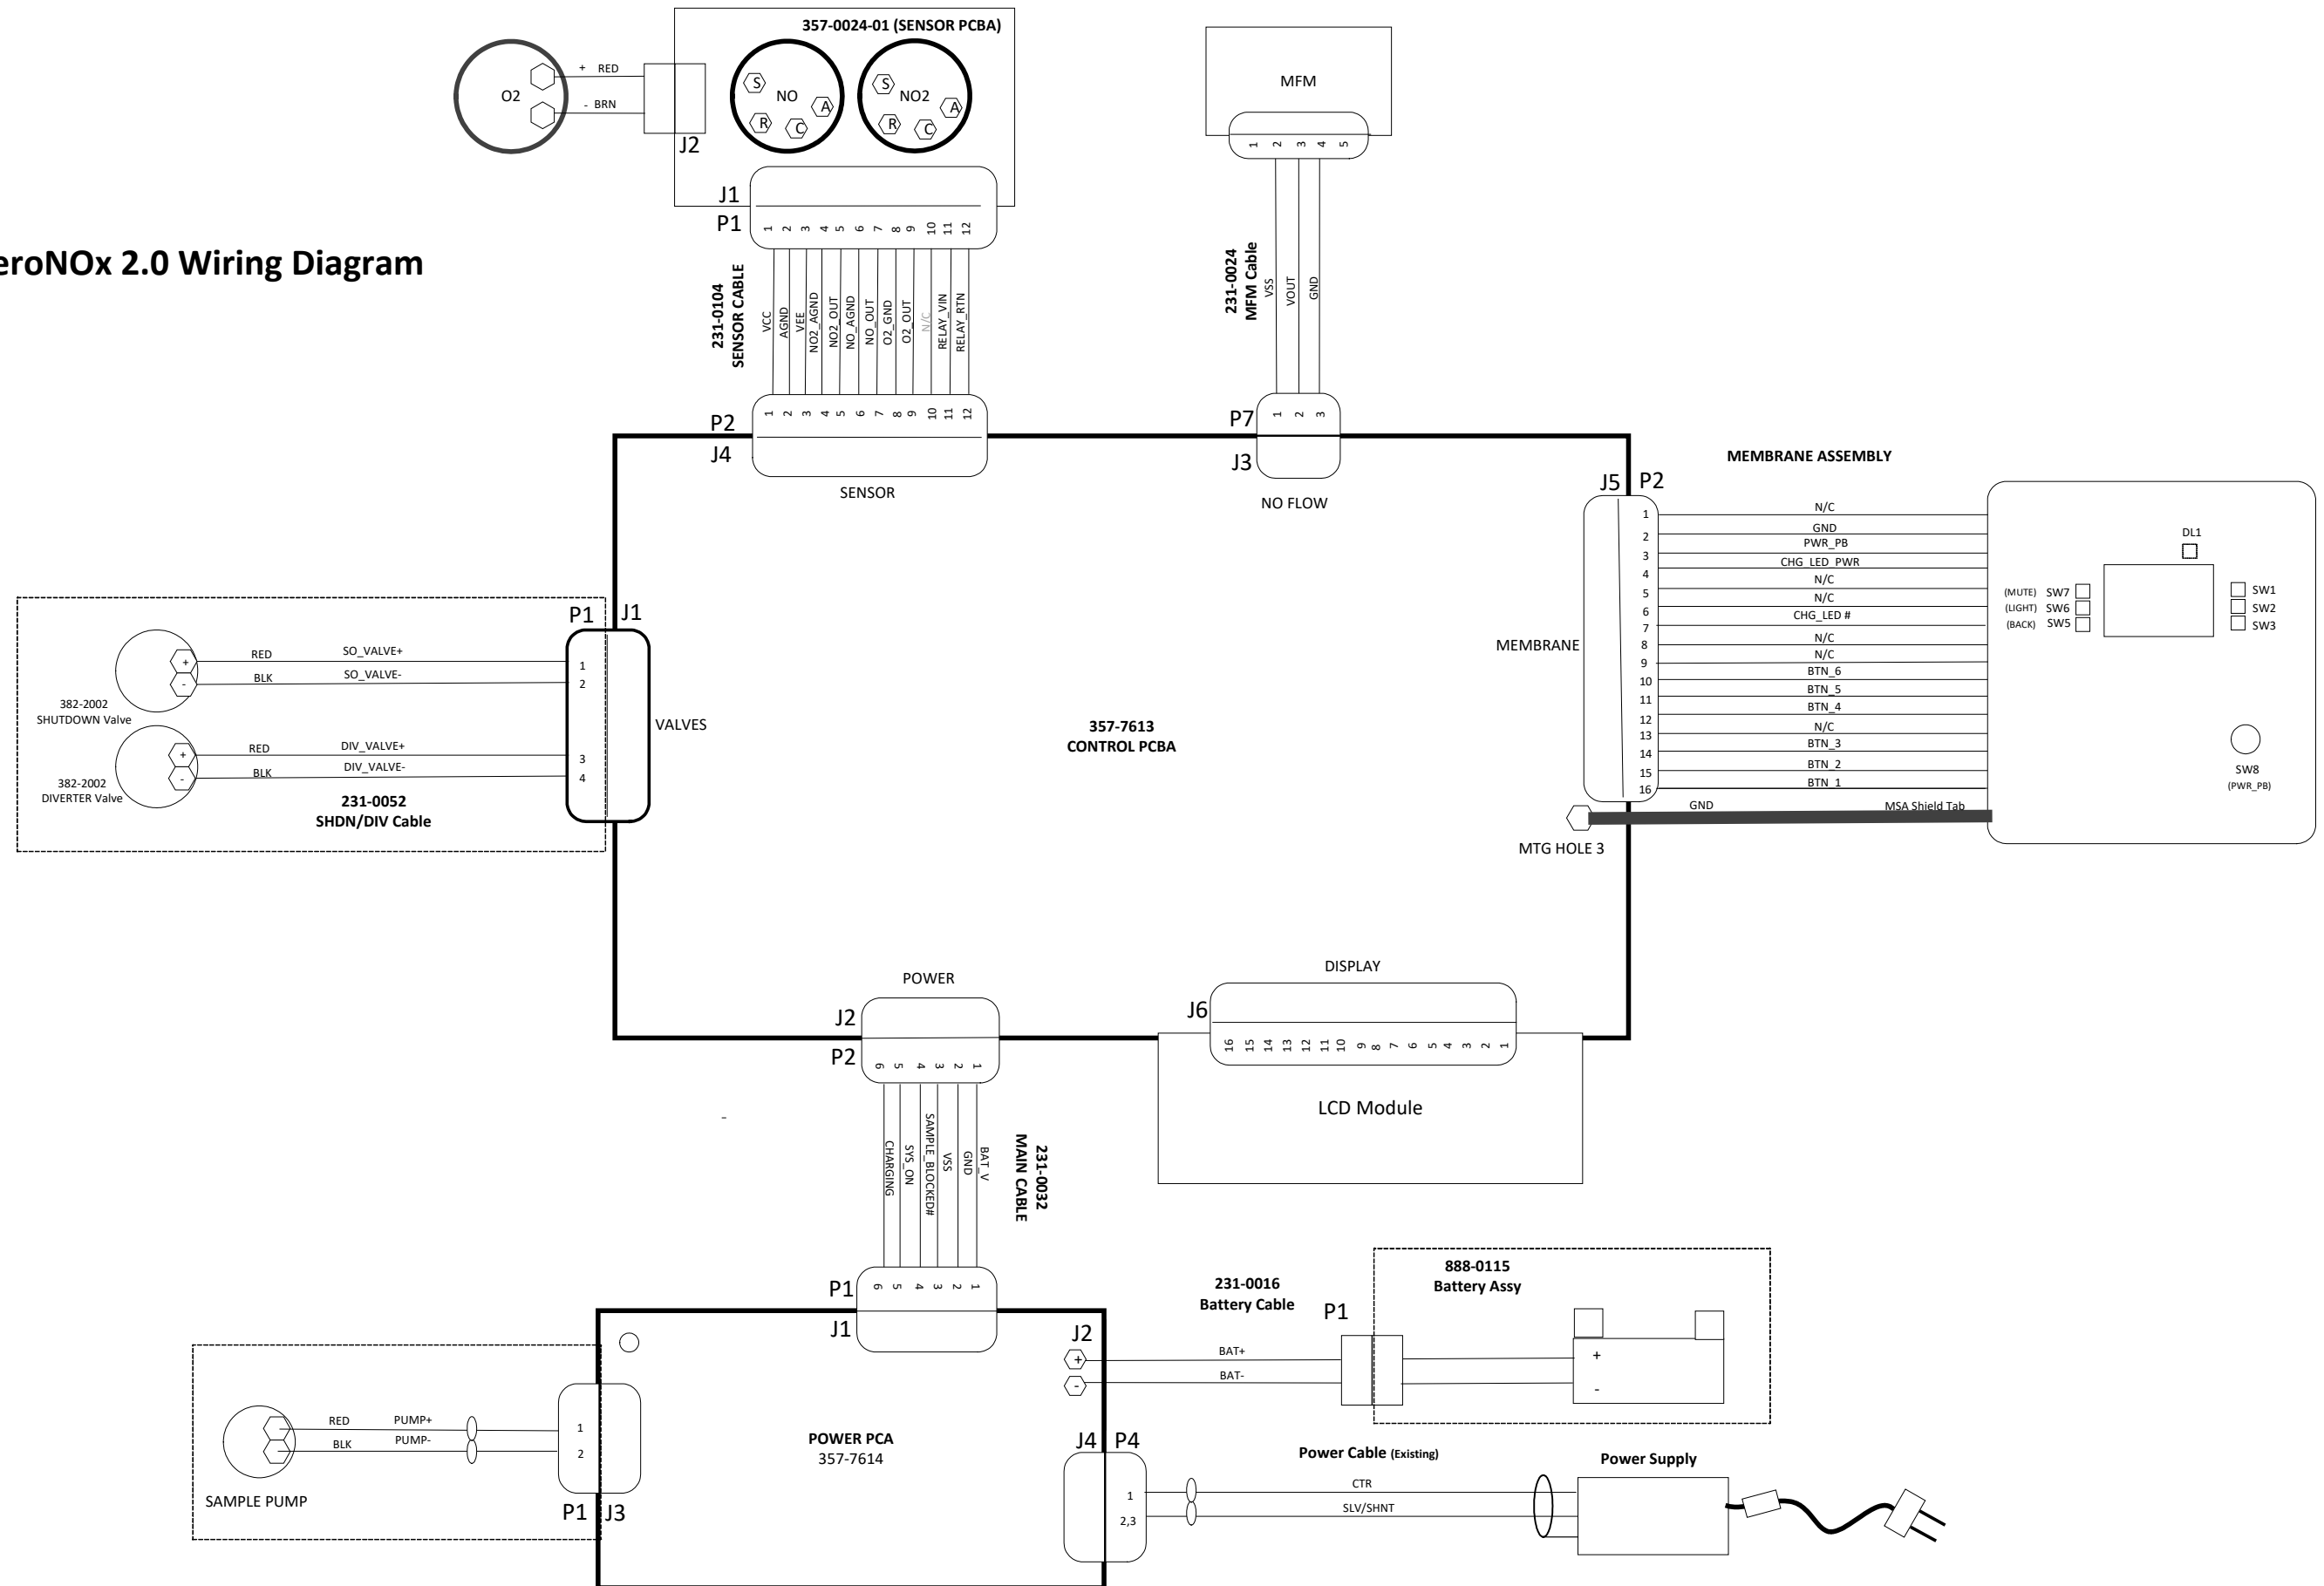 357-0024-01 (SENSOR PCBA)
O2
+ RED
- BRN
J2
NO
S
A
R
C
NO2
S
A
R
C
MFM
1 2 3 4 5
J1
P1
1 2 3 4 5 6 7 8 9 10 11 12
eroNOx 2.0 Wiring Diagram
231-0104
SENSOR CABLE
VCC
AGND
VEE
NO2_AGND
NO2_OUT
NO_AGND
NO_OUT
O2_GND
O2_OUT
N/C
RELAY_VIN
RELAY_RTN
231-0024
MFM Cable
VSS
VOUT
GND
P2
J4
1 2 3 4 5 6 7 8 9 10 11 12
SENSOR
P7
J3
1 2 3
NO FLOW
MEMBRANE ASSEMBLY
J5 P2
1 N/C
2 GND
3 PWR_PB
4 CHG_LED_PWR
5 N/C
6 N/C
7 CHG_LED #
8 N/C
9 N/C
10 BTN_6
11 BTN_5
12 BTN_4
13 N/C
14 BTN_3
15 BTN_2
16 BTN_1
MEMBRANE
GND MSA Shield Tab
MTG HOLE 3
DL1
(MUTE) SW7
(LIGHT) SW6
(BACK) SW5
SW1
SW2
SW3
SW8
(PWR_PB)
P1 J1
+ RED SO_VALVE+ 1
- BLK SO_VALVE- 2
382-2002
SHUTDOWN Valve
+ RED DIV_VALVE+ 3
- BLK DIV_VALVE- 4
382-2002
DIVERTER Valve
231-0052
SHDN/DIV Cable
VALVES
357-7613
CONTROL PCBA
POWER
J2
P2
6 5 4 3 2 1
CHARGING
SYS_ON
SAMPLE_BLOCKED#
VSS
GND
BAT_V
231-0032
MAIN CABLE
DISPLAY
J6
16 15 14 13 12 11 10 9 8 7 6 5 4 3 2 1
LCD Module
P1
J1
6 5 4 3 2 1
231-0016
Battery Cable
P1
888-0115
Battery Assy
J2
+ BAT+ +
- BAT- -
RED PUMP+ 1
BLK PUMP- 2
SAMPLE PUMP
P1 J3
POWER PCA
357-7614
J4 P4
Power Cable (Existing)
Power Supply
1 CTR
2,3 SLV/SHNT